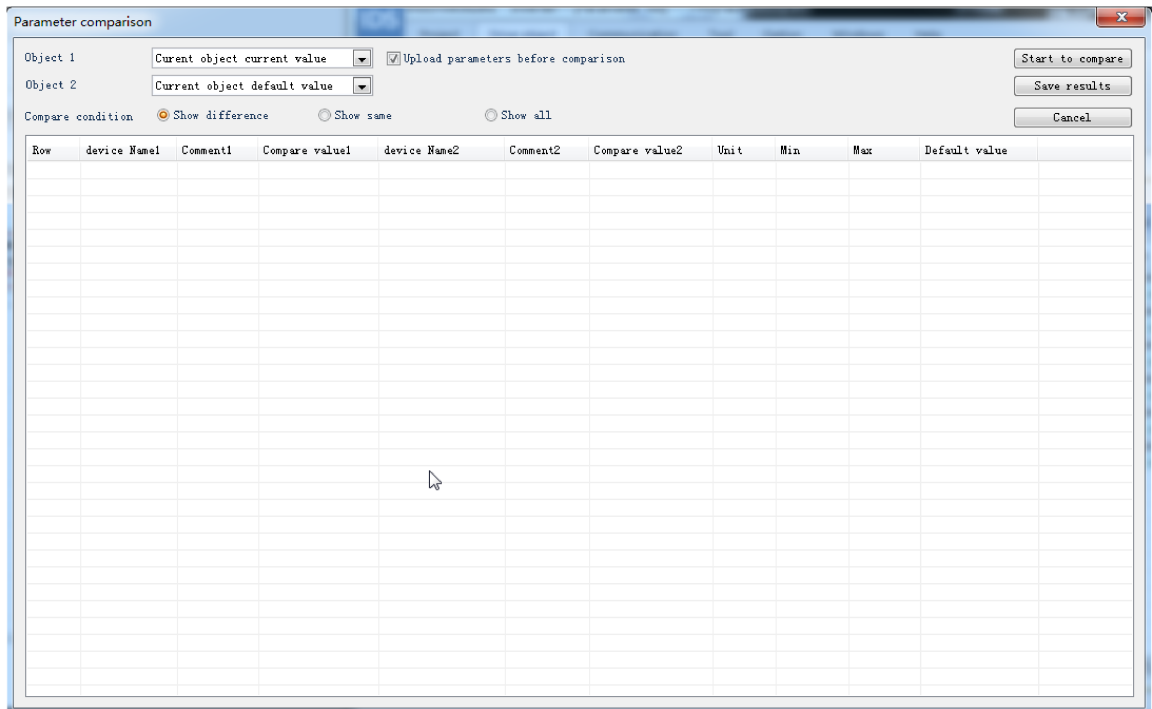 Parameter comparison
Object 1 Curent object current value Upload parameters before comparison Start to compare
Object 2 Current object default value Save results
Compare condition Show difference Show same Show all Cancel
Row device Name1 Comment1 Compare value1 device Name2 Comment2 Compare value2 Unit Min Max Default value